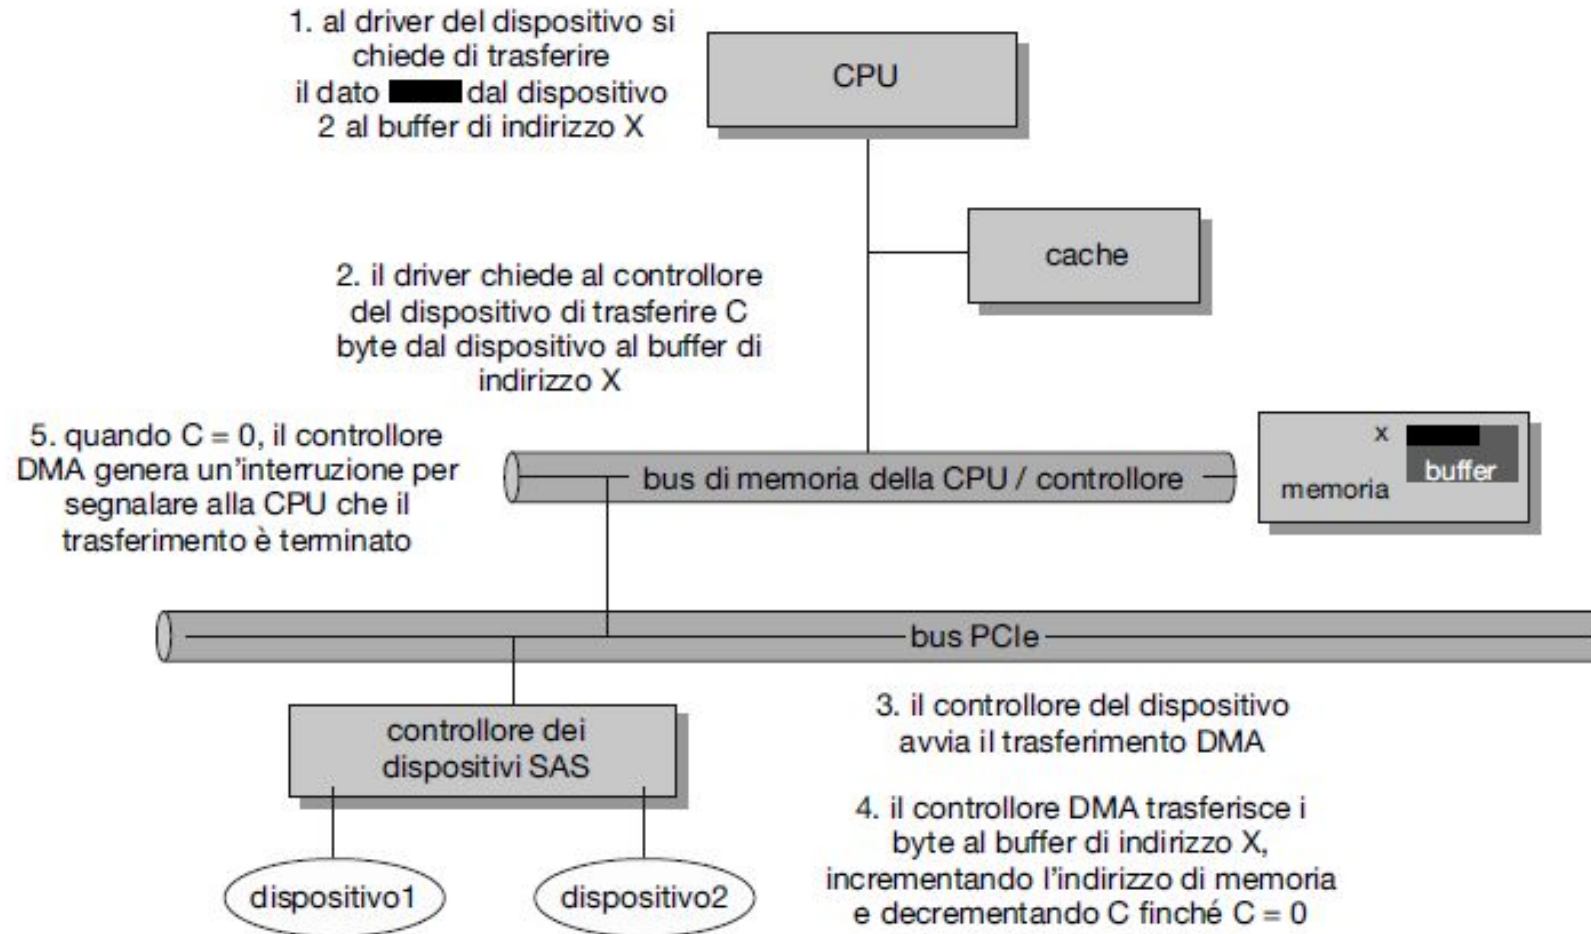 1. al driver del dispositivo si
chiede di trasferire
il dato dal dispositivo
2 al buffer di indirizzo X
CPU
cache
2. il driver chiede al controllore
del dispositivo di trasferire C
byte dal dispositivo al buffer di
indirizzo X
5. quando C = 0, il controllore
DMA genera un'interruzione per
segnalare alla CPU che il
trasferimento è terminato
bus di memoria della CPU / controllore
x
buffer
memoria
bus PCIe
controllore dei
dispositivi SAS
3. il controllore del dispositivo
avvia il trasferimento DMA
4. il controllore DMA trasferisce i
byte al buffer di indirizzo X,
incrementando l'indirizzo di memoria
e decrementando C finché C = 0
dispositivo1
dispositivo2